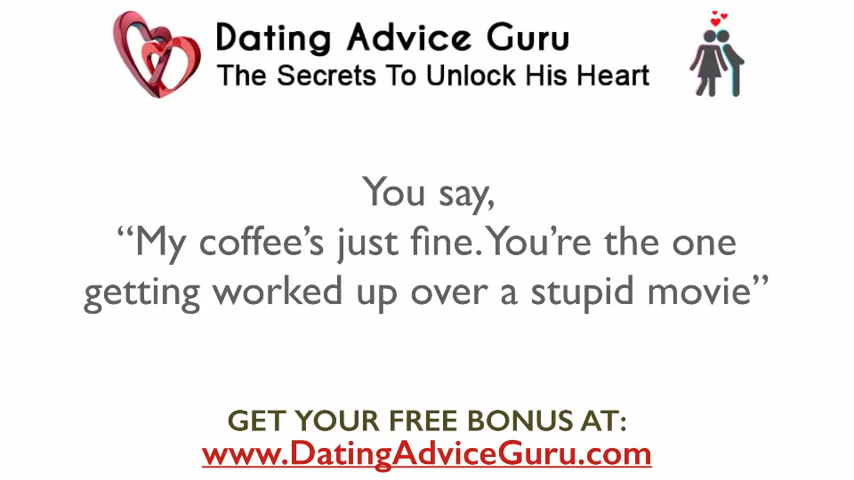 Dating Advice Guru
The Secrets To Unlock His Heart
You say,
“My coffee’s just fine. You’re the one
getting worked up over a stupid movie”
GET YOUR FREE BONUS AT:
www.DatingAdviceGuru.com